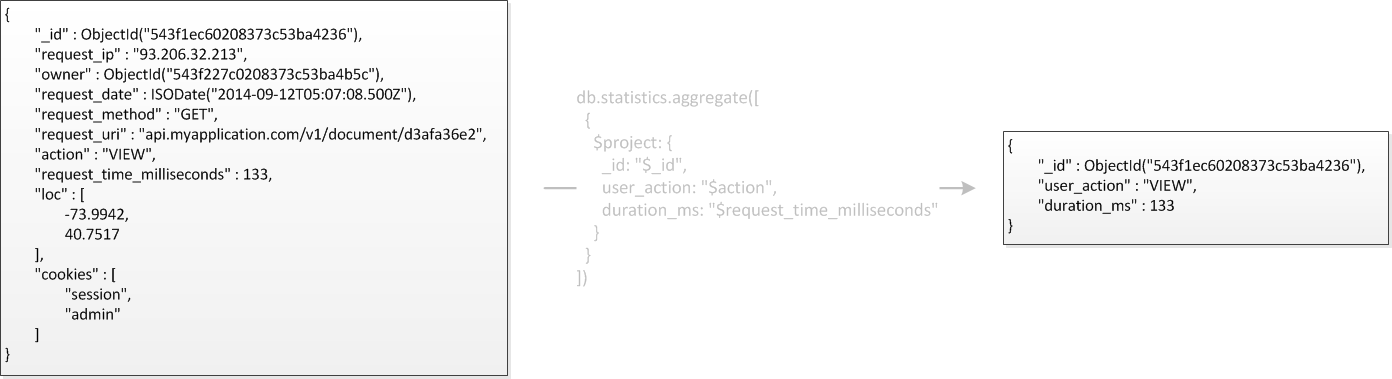 {
"_id" : ObjectId("543f1ec60208373c53ba4236"),
"request_ip" : "93.206.32.213",
"owner" : ObjectId("543f227c0208373c53ba4b5c"),
"request_date" : ISODate("2014-09-12T05:07:08.500Z"),
"request_method" : "GET",
"request_uri" : "api.myapplication.com/v1/document/d3afa36e2",
"action" : "VIEW",
"request_time_milliseconds" : 133,
"loc" : [
-73.9942,
40.7517
],
"cookies" : [
"session",
"admin"
]
}
db.statistics.aggregate([
{
$project: {
_id: "$_id",
user_action: "$action",
duration_ms: "$request_time_milliseconds"
}
}
])
{
"_id" : ObjectId("543f1ec60208373c53ba4236"),
"user_action" : "VIEW",
"duration_ms" : 133
}